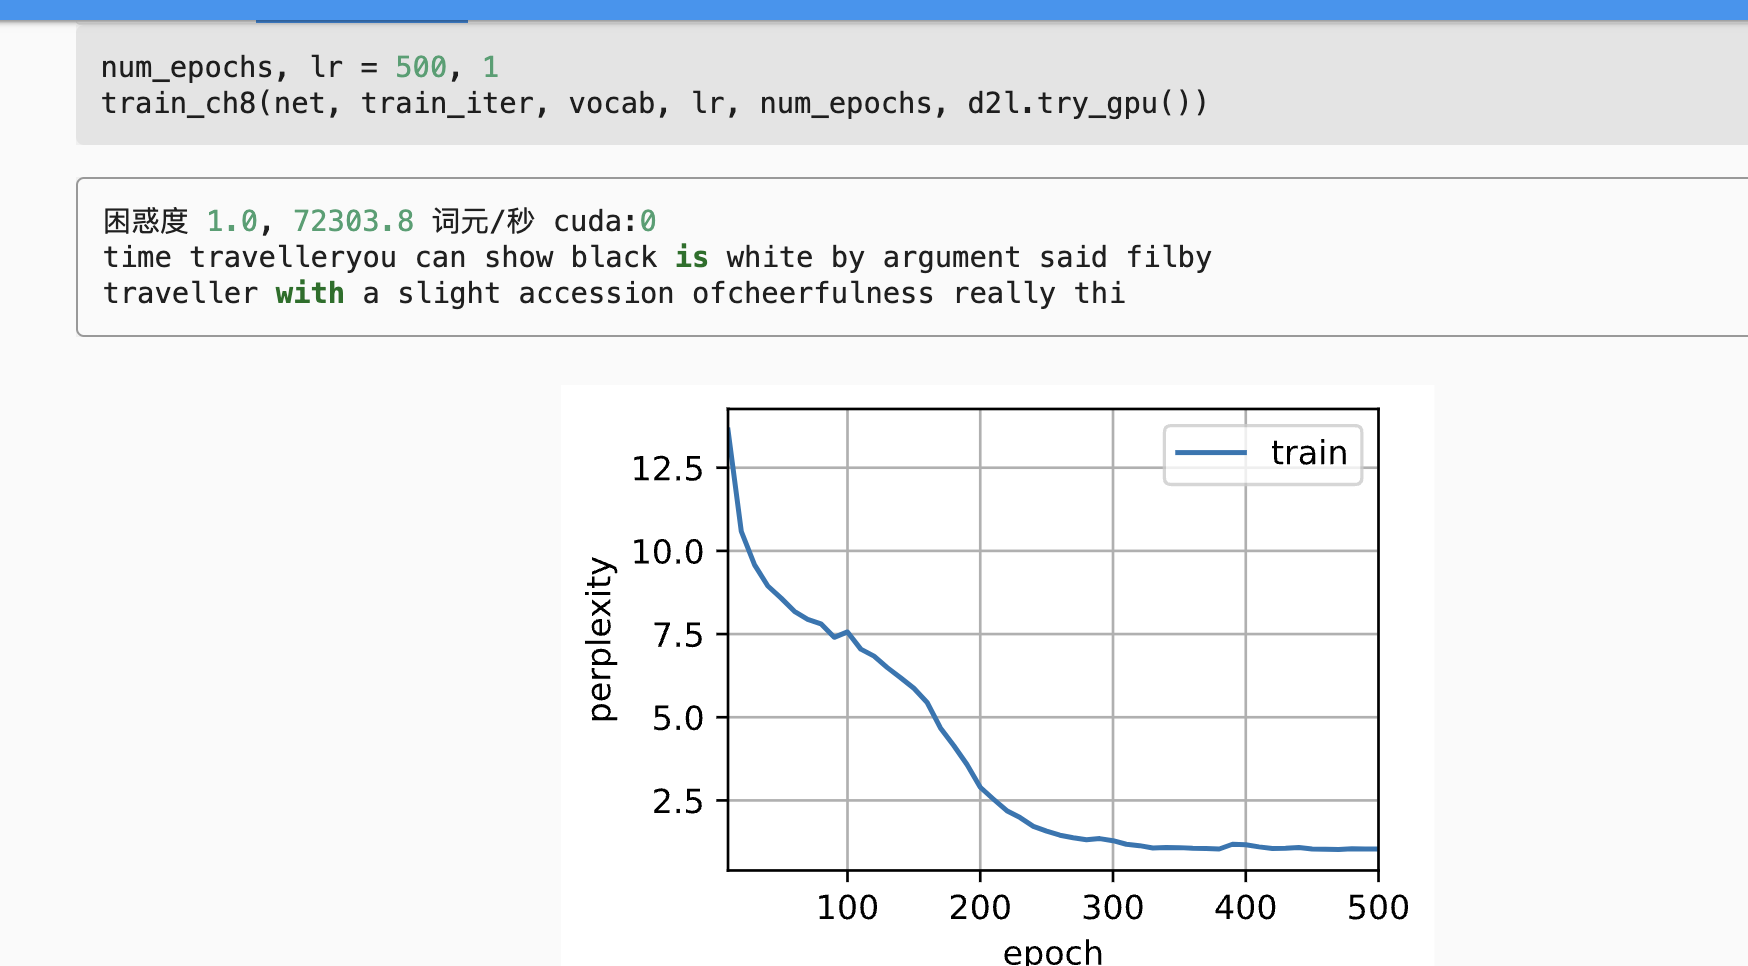 num_epochs, lr = 500, 1
train_ch8(net, train_iter, vocab, lr, num_epochs, d2l.try_gpu())
困惑度 1.0, 72303.8 词元/秒 cuda:0
time travelleryou can show black is white by argument said filby
traveller with a slight accession ofcheerfulness really thi
train
12.5
10.0
7.5
5.0
2.5
perplexity
100 200 300 400 500
epoch